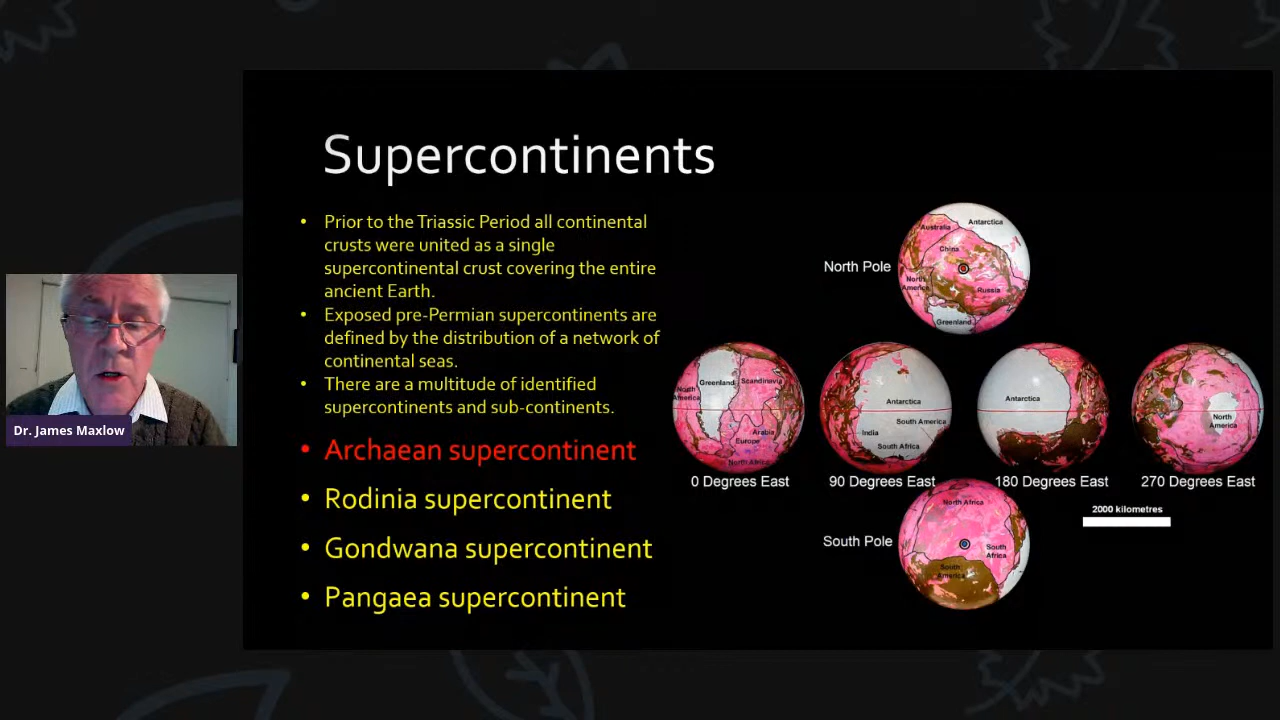 Supercontinents
• Prior to the Triassic Period all continental
crusts were united as a single
supercontinental crust covering the entire
ancient Earth.
• Exposed pre-Permian supercontinents are
defined by the distribution of a network of
continental seas.
• There are a multitude of identified
supercontinents and sub-continents.
• Archaean supercontinent
• Rodinia supercontinent
• Gondwana supercontinent
• Pangaea supercontinent
Dr. James Maxlow
North Pole
Antarctica
Australia
China
North
America
Russia
Greenland
North
America
Greenland
Scandinavia
Arabia
Europe
North Africa
0 Degrees East
Antarctica
South America
India
South Africa
90 Degrees East
Antarctica
180 Degrees East
North
America
270 Degrees East
2000 kilometres
South Pole
North Africa
South
Africa
South
America